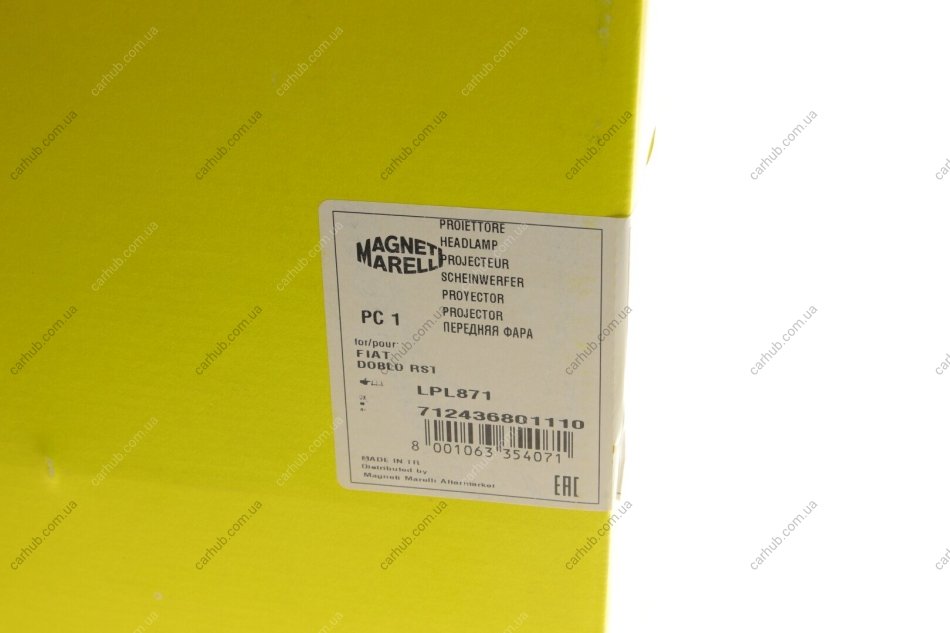 PROIETTORE
HEADLAMP
PROJECTEUR
SCHEINWERFER
PROYECTOR
PROJECTOR
ПЕРЕДНЯЯ ФАРА
MAGNETI
MARELLI
PC 1
for/pour:
FIAT
DOBLO RST
LPL871
712436801110
8 001063 354071
MADE IN TR
Distributed by
Magneti Marelli Aftermarket
EAC
carhub.com.ua